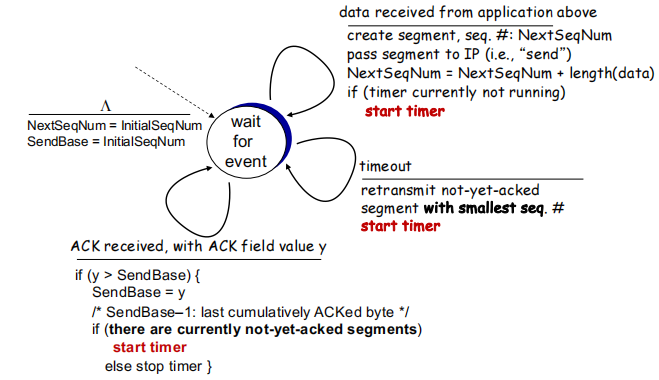 data received from application above
create segment, seq. #: NextSeqNum
pass segment to IP (i.e., “send”)
NextSeqNum = NextSeqNum + length(data)
if (timer currently not running)
start timer
Λ
NextSeqNum = InitialSeqNum
SendBase = InitialSeqNum
wait
for
event
timeout
retransmit not-yet-acked
segment with smallest seq. #
start timer
ACK received, with ACK field value y
if (y > SendBase) {
SendBase = y
/* SendBase–1: last cumulatively ACKed byte */
if (there are currently not-yet-acked segments)
start timer
else stop timer }